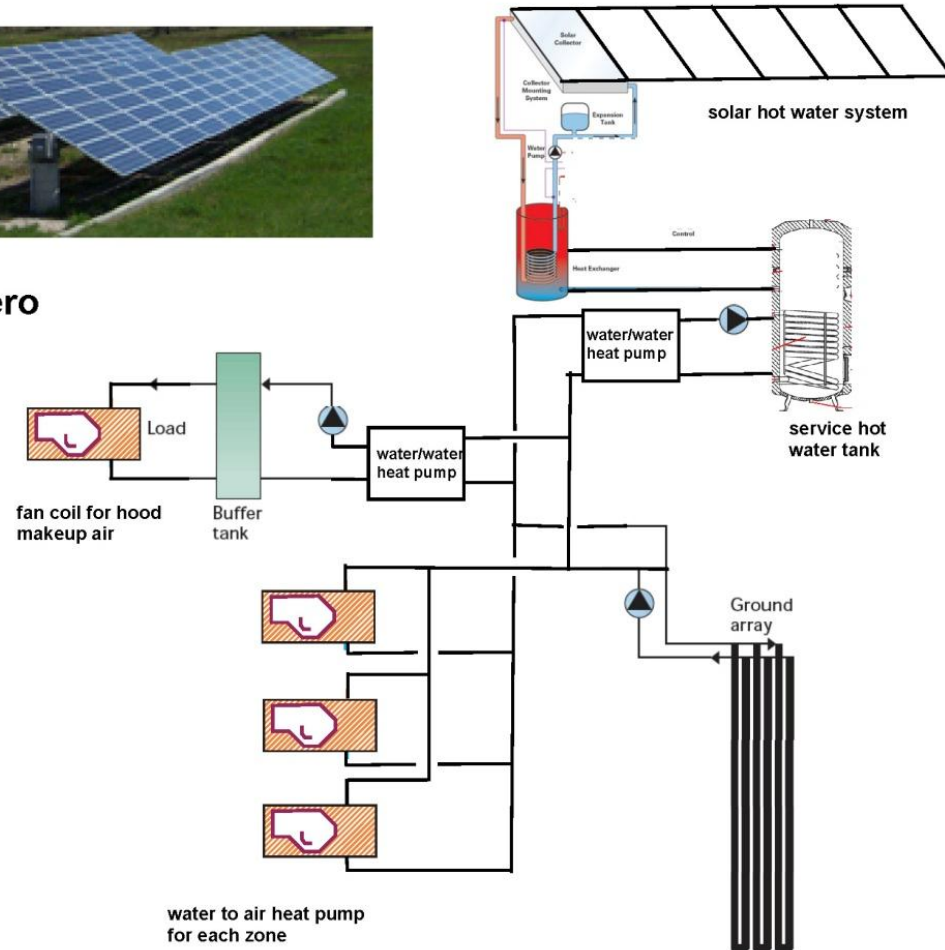 Solar
Collector
Collector
Mounting
System
Expansion
Tank
Water
Pump
solar hot water system
Control
Heat Exchanger
ero
water/water
heat pump
service hot
water tank
Load
water/water
heat pump
fan coil for hood
makeup air
Buffer
tank
Ground
array
water to air heat pump
for each zone